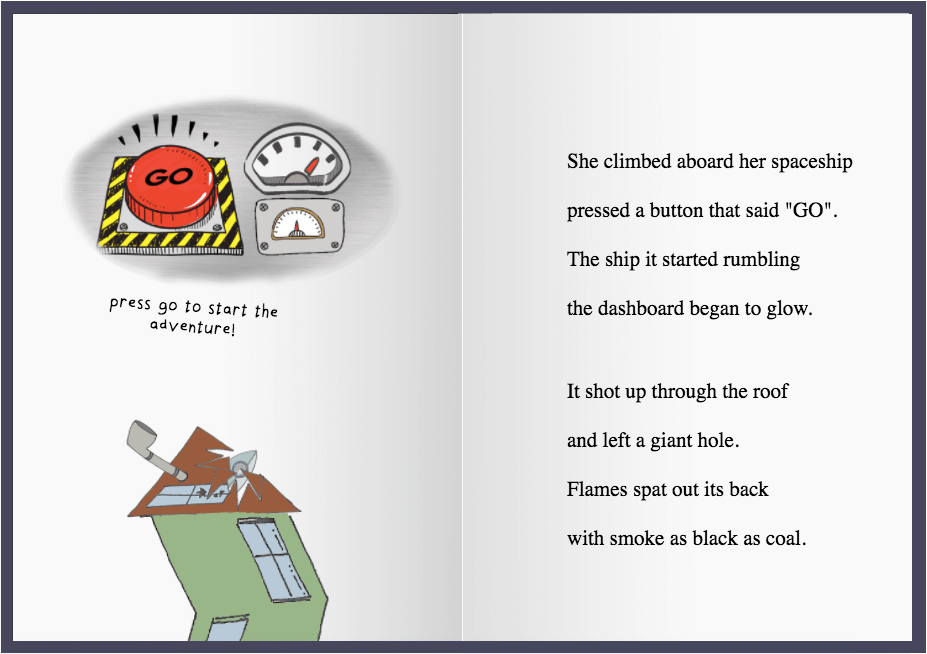 GO
press go to start the
adventure!
She climbed aboard her spaceship
pressed a button that said "GO".
The ship it started rumbling
the dashboard began to glow.
It shot up through the roof
and left a giant hole.
Flames spat out its back
with smoke as black as coal.